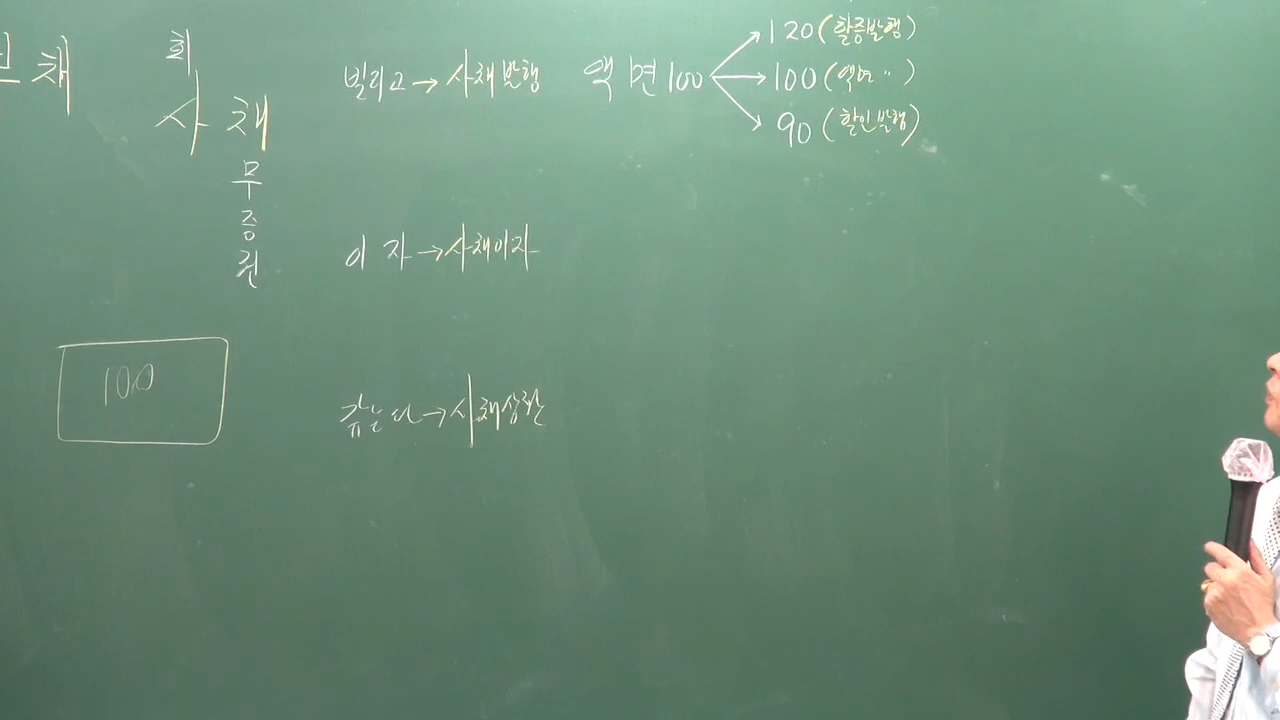 채
회
사 채
무
증
권
100
빌리고→사채발행
이 자→사채이자
갚는다→사채상환
액 면 100
120 (할증발행)
100 (액면 〃)
90 (할인발행)